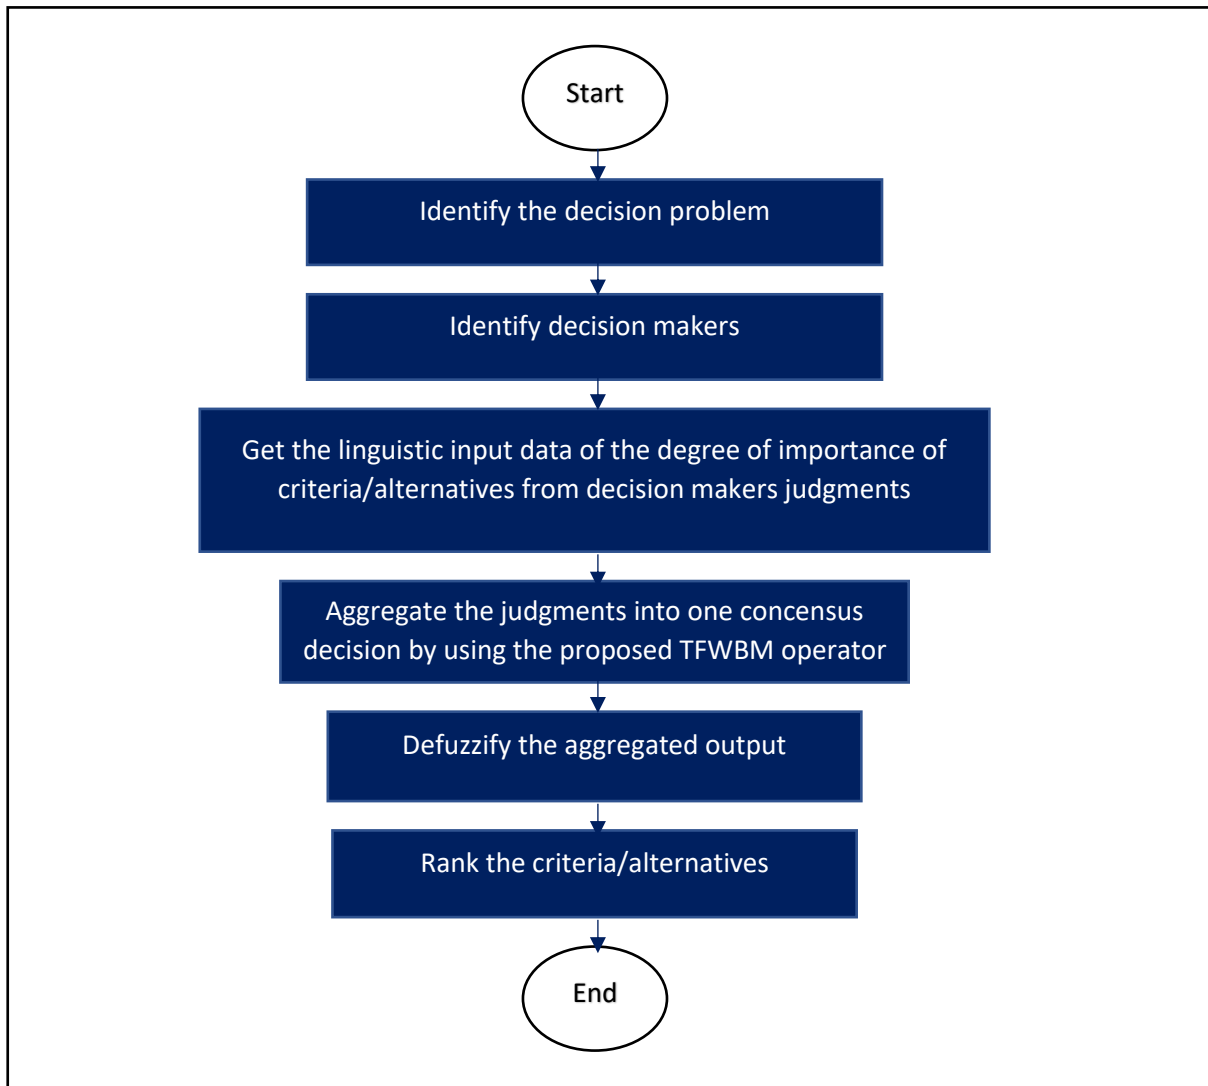 Start
Identify the decision problem
Identify decision makers
Get the linguistic input data of the degree of importance of
criteria/alternatives from decision makers judgments
Aggregate the judgments into one concensus
decision by using the proposed TFWBM operator
Defuzzify the aggregated output
Rank the criteria/alternatives
End